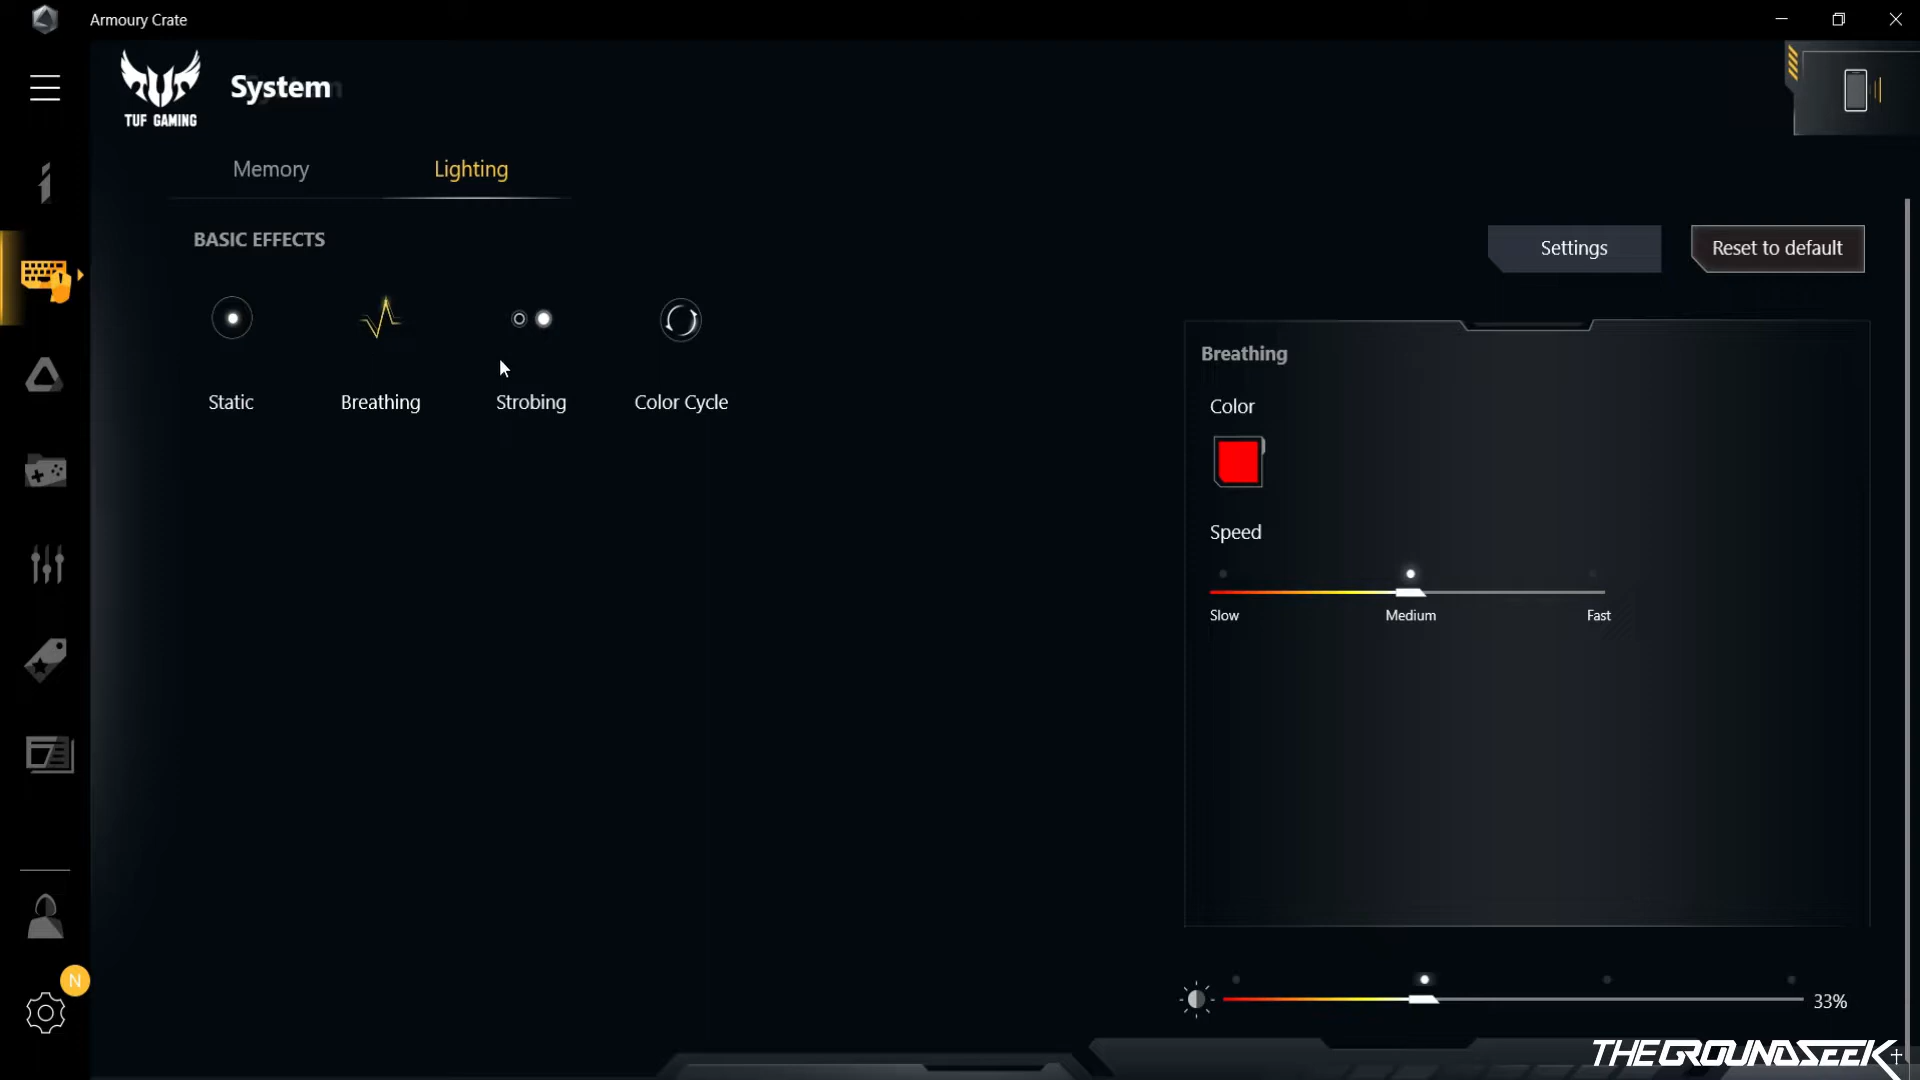 Armoury Crate
TUF GAMING
System
Memory
Lighting
BASIC EFFECTS
Settings
Reset to default
Static
Breathing
Strobing
Color Cycle
Breathing
Color
Speed
Slow
Medium
Fast
N
33%
THEGROUNDSEEK